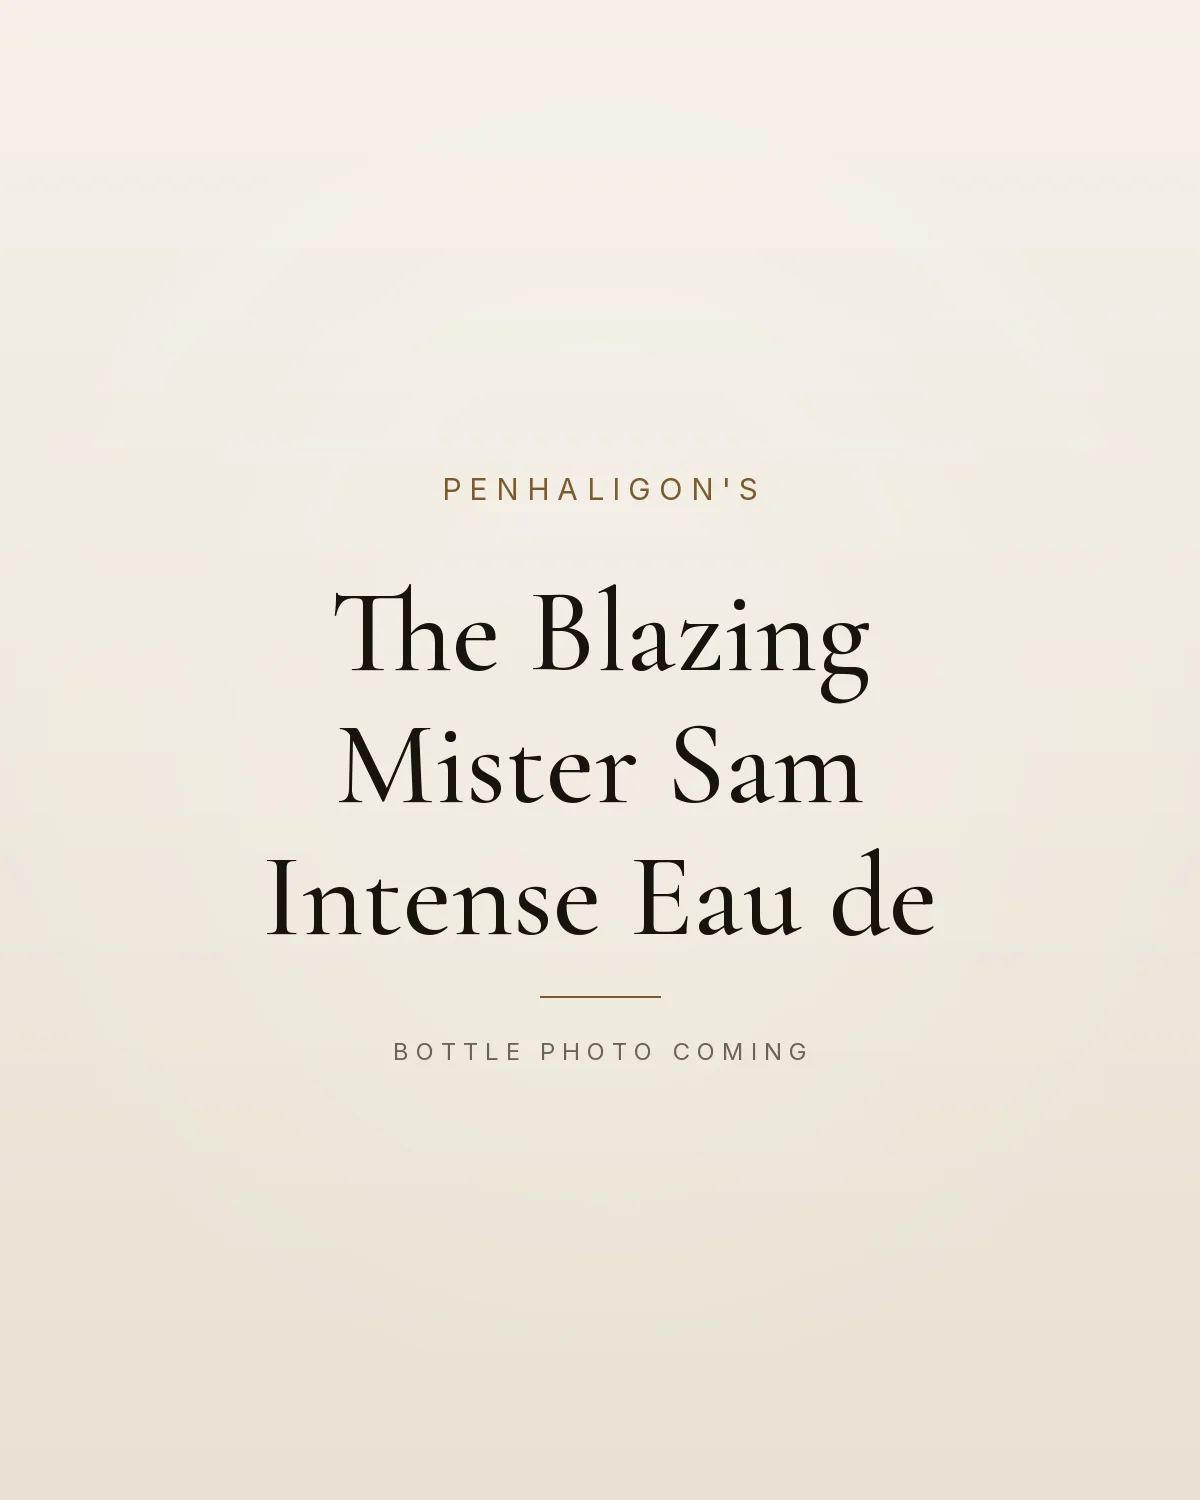 PENHALIGON'S
The Blazing
Mister Sam
Intense Eau de
BOTTLE PHOTO COMING